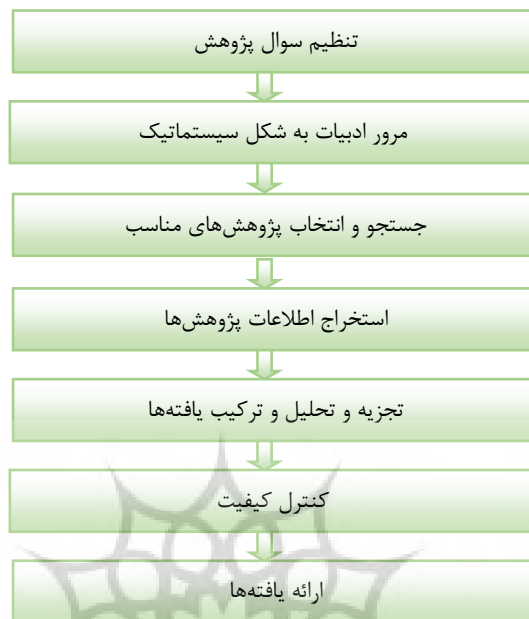 تنظیم سوال پژوهش
مرور ادبیات به شکل سیستماتیک
جستجو و انتخاب پژوهش‌های مناسب
استخراج اطلاعات پژوهش‌ها
تجزیه و تحلیل و ترکیب یافته‌ها
کنترل کیفیت
ارائه یافته‌ها